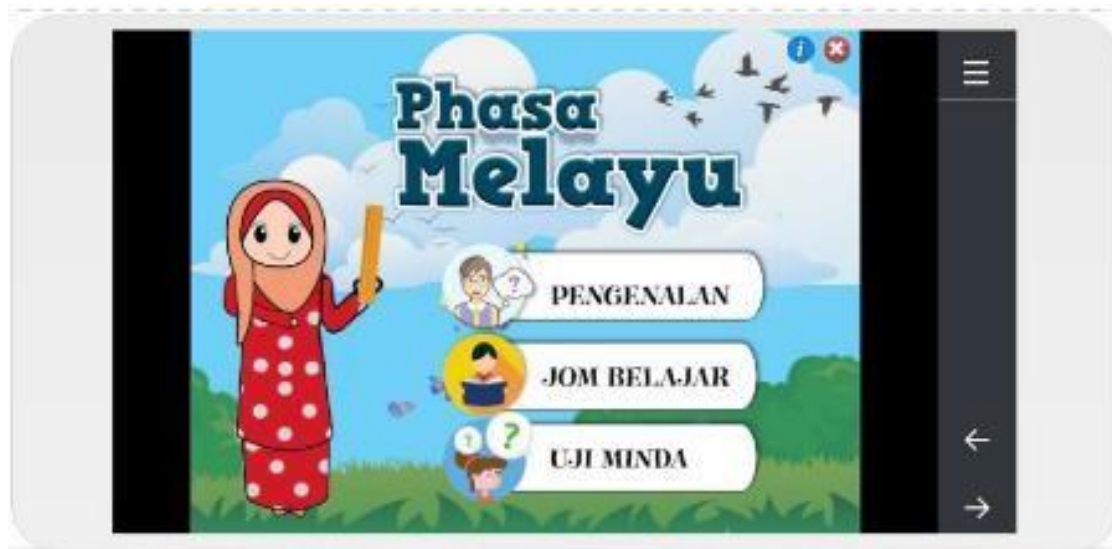 Phasa
Melayu
PENGENALAN
JOM BELAJAR
UJI MINDA